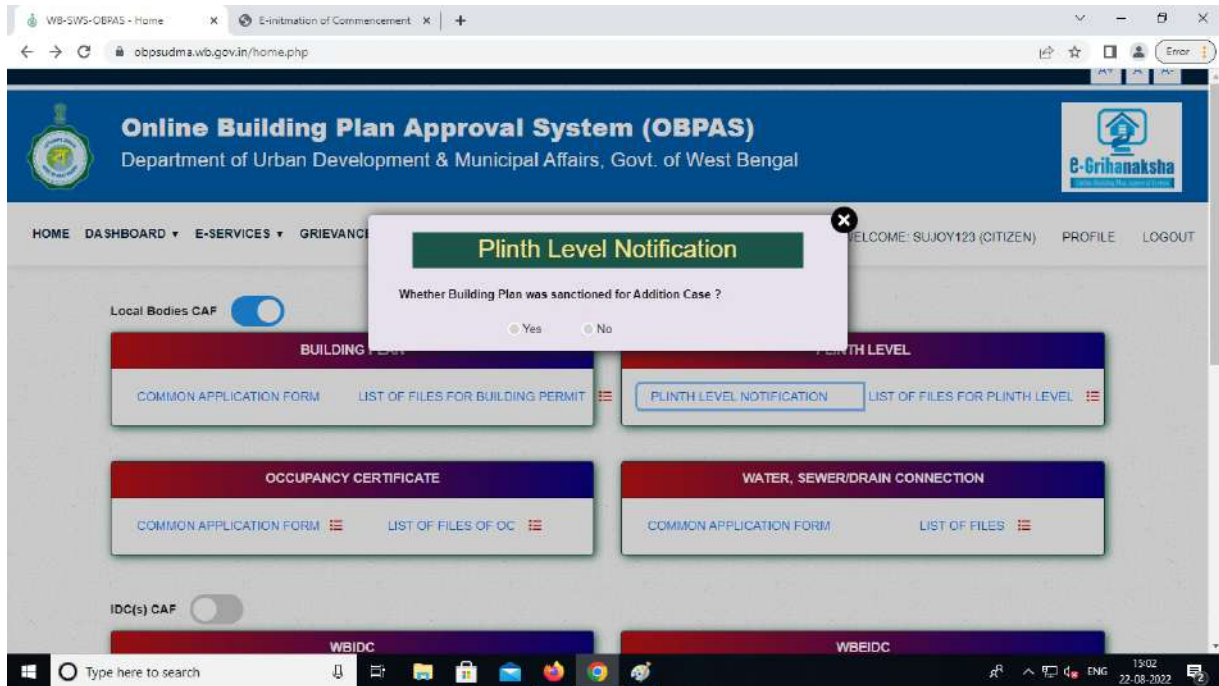 WB-SWS-OBPAS - Home
E-initmation of Commencement
obpsudma.wb.gov.in/home.php
Error
A+ A A-
Online Building Plan Approval System (OBPAS)
Department of Urban Development & Municipal Affairs, Govt. of West Bengal
e-Grihanaksha
HOME DASHBOARD E-SERVICES GRIEVANCE WELCOME: SUJOY123 (CITIZEN) PROFILE LOGOUT
Plinth Level Notification
Whether Building Plan was sanctioned for Addition Case ?
Yes No
Local Bodies CAF
BUILDING PLAN PLINTH LEVEL
COMMON APPLICATION FORM LIST OF FILES FOR BUILDING PERMIT PLINTH LEVEL NOTIFICATION LIST OF FILES FOR PLINTH LEVEL
OCCUPANCY CERTIFICATE WATER, SEWER/DRAIN CONNECTION
COMMON APPLICATION FORM LIST OF FILES OF OC COMMON APPLICATION FORM LIST OF FILES
IDC(s) CAF
WBIDC WBEIDC
Type here to search
ENG
15:02
22-08-2022
2